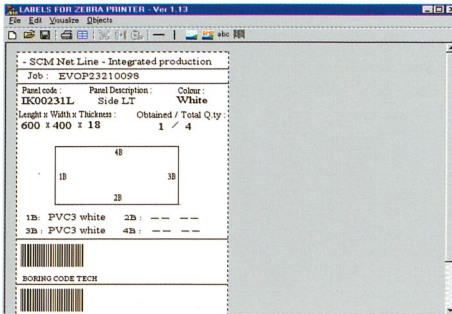 LABELS FOR ZEBRA PRINTER - Ver 1.13
File Edit Visualize Objects
abc
- SCM Net Line - Integrated production
Job : EVOP23210098
Panel code : Panel Description : Colour :
IK00231L Side LT White
Lenght x Width x Thickness : Obtained / Total Q.ty :
600 x 400 x 18 1 / 4
4B
1B 3B
2B
1B: PVC3 white 2B : -- --
3B : PVC3 white 4B : -- --
BORING CODE TECH